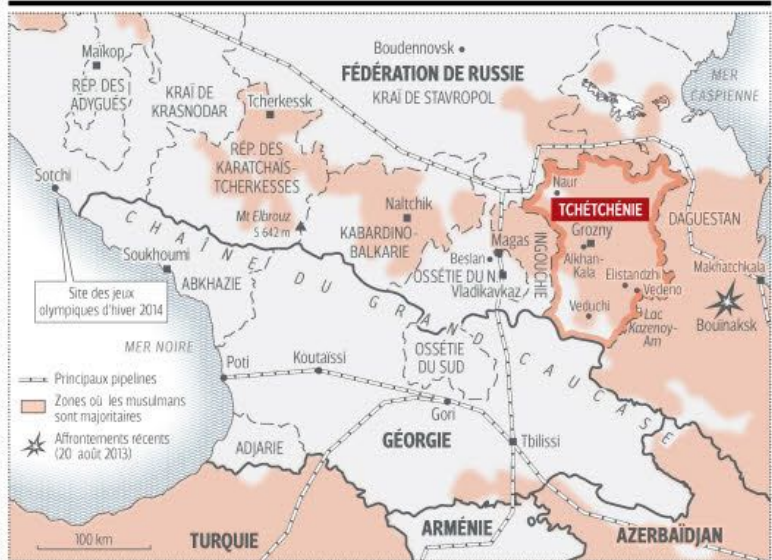 Maïkop
RÉP. DES
ADYGUÉS
KRAÏ DE
KRASNODAR
Tcherkessk
Boudennovsk
FÉDÉRATION DE RUSSIE
KRAÏ DE STAVROPOL
MER
CASPIENNE
RÉP. DES
KARATCHAÏS-
TCHERKESSES
Sotchi
Mt Elbrouz
5 642 m
Naltchik
KABARDINO-
BALKARIE
Naur
TCHÉTCHÉNIE
Grozny
Alkhan-
Kala
DAGUESTAN
Magas
INGOUCHIE
Beslan
OSSÉTIE DU N.
Vladikavkaz
Elistandzhi
Vedeno
Veduchi
Lac
Kazenoy-
Am
Makhatchkala
Bouïnaksk
CHAÎNE DU GRAND CAUCASE
Soukhoumi
ABKHAZIE
Site des jeux
olympiques d'hiver 2014
MER NOIRE
Poti
Koutaïssi
OSSÉTIE
DU SUD
Gori
Principaux pipelines
Zones où les musulmans
sont majoritaires
Affrontements récents
(20 août 2013)
ADJARIE
GÉORGIE
Tbilissi
100 km
TURQUIE
ARMÉNIE
AZERBAÏDJAN